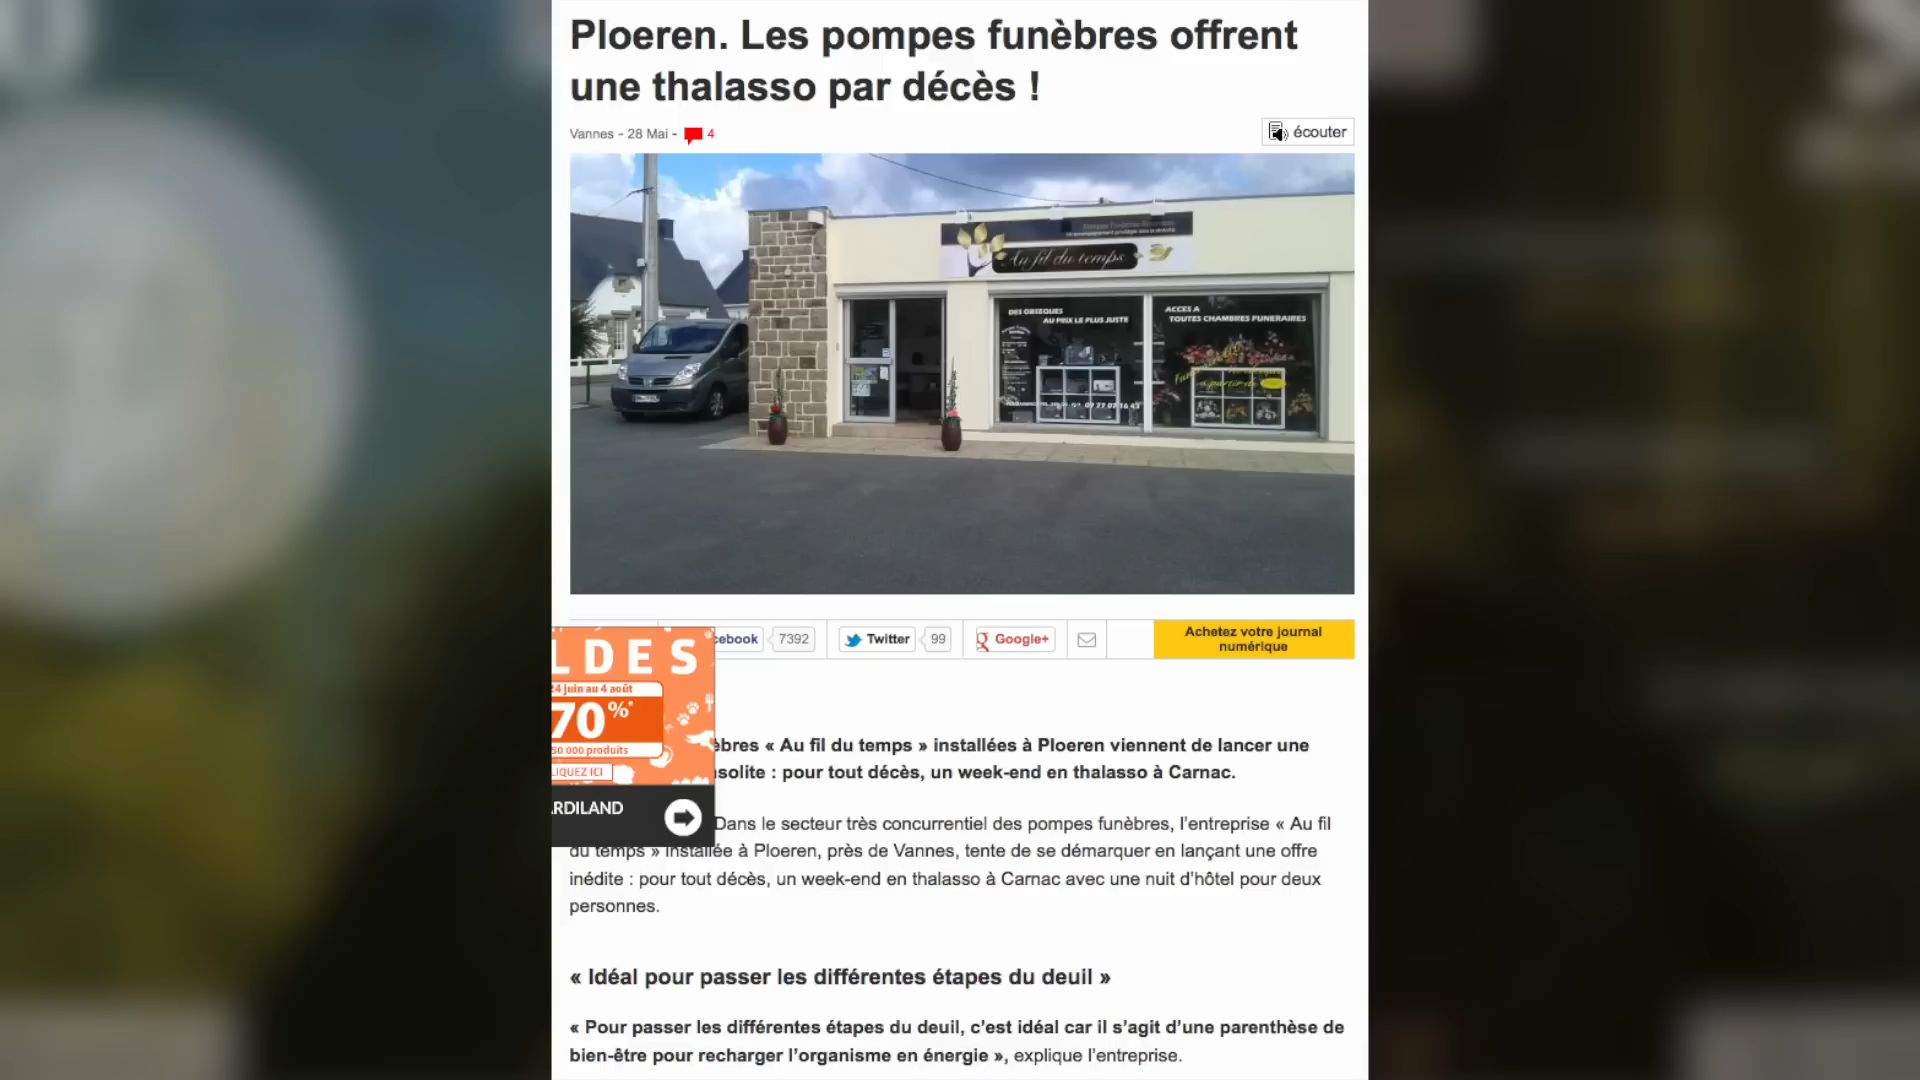 Ploeren. Les pompes funèbres offrent
une thalasso par décès !
Vannes - 28 Mai - 4
écouter
Au fil du temps
DES OBSEQUES
AU PRIX LE PLUS JUSTE
ACCES A
TOUTES CHAMBRES FUNERAIRES
cebook 7392
Twitter 99
Google+
Achetez votre journal
numérique
LDES
24 juin au 4 août
70%*
50 000 produits
LIQUEZ ICI
ARDILAND
èbres « Au fil du temps » installées à Ploeren viennent de lancer une
nsolite : pour tout décès, un week-end en thalasso à Carnac.
Dans le secteur très concurrentiel des pompes funèbres, l’entreprise « Au fil
du temps » installée à Ploeren, près de Vannes, tente de se démarquer en lançant une offre
inédite : pour tout décès, un week-end en thalasso à Carnac avec une nuit d’hôtel pour deux
personnes.
« Idéal pour passer les différentes étapes du deuil »
« Pour passer les différentes étapes du deuil, c’est idéal car il s’agit d’une parenthèse de
bien-être pour recharger l’organisme en énergie », explique l’entreprise.